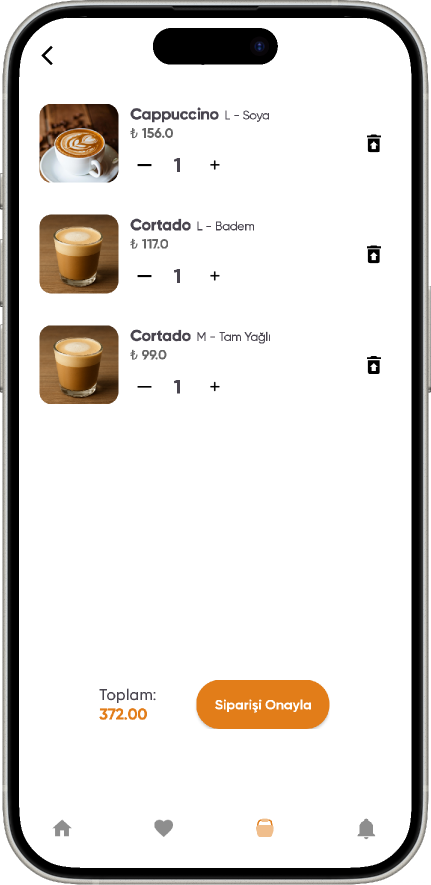 Cappuccino L - Soya
₺ 156.0
1
Cortado L - Badem
₺ 117.0
1
Cortado M - Tam Yağlı
₺ 99.0
1
Toplam:
372.00
Siparişi Onayla